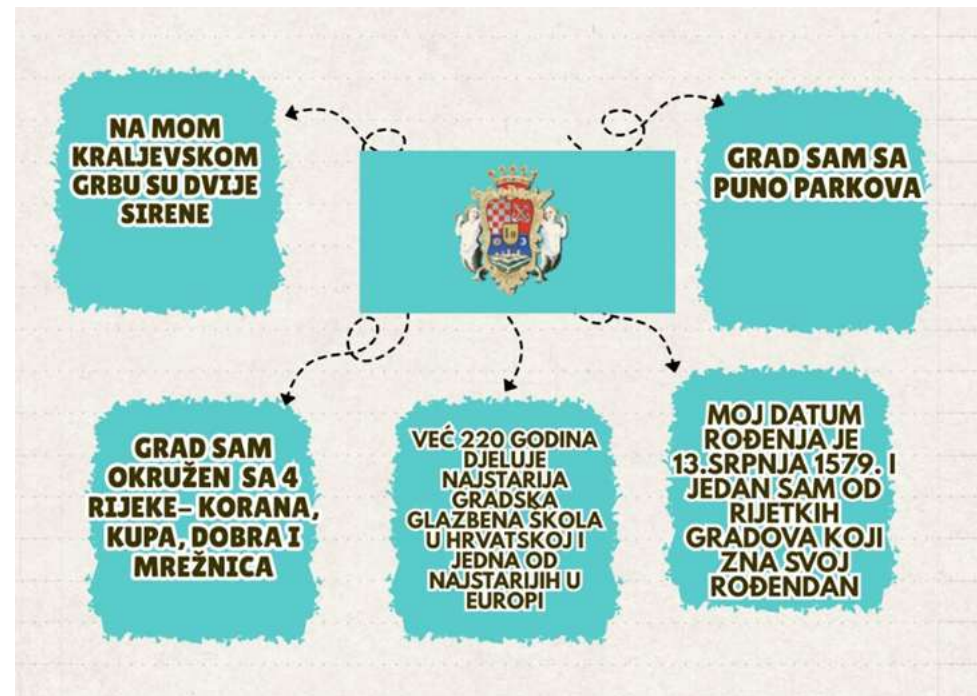 NA MOM
KRALJEVSKOM
GRBU SU DVIJE
SIRENE
GRAD SAM SA
PUNO PARKOVA
GRAD SAM
OKRUŽEN SA 4
RIJEKE– KORANA,
KUPA, DOBRA I
MREŽNICA
VEĆ 220 GODINA
DJELUJE
NAJSTARIJA
GRADSKA
GLAZBENA ŠKOLA
U HRVATSKOJ I
JEDNA OD
NAJSTARIJIH U
EUROPI
MOJ DATUM
ROĐENJA JE
13.SRPNJA 1579. I
JEDAN SAM OD
RIJETKIH
GRADOVA KOJI
ZNA SVOJ
ROĐENDAN